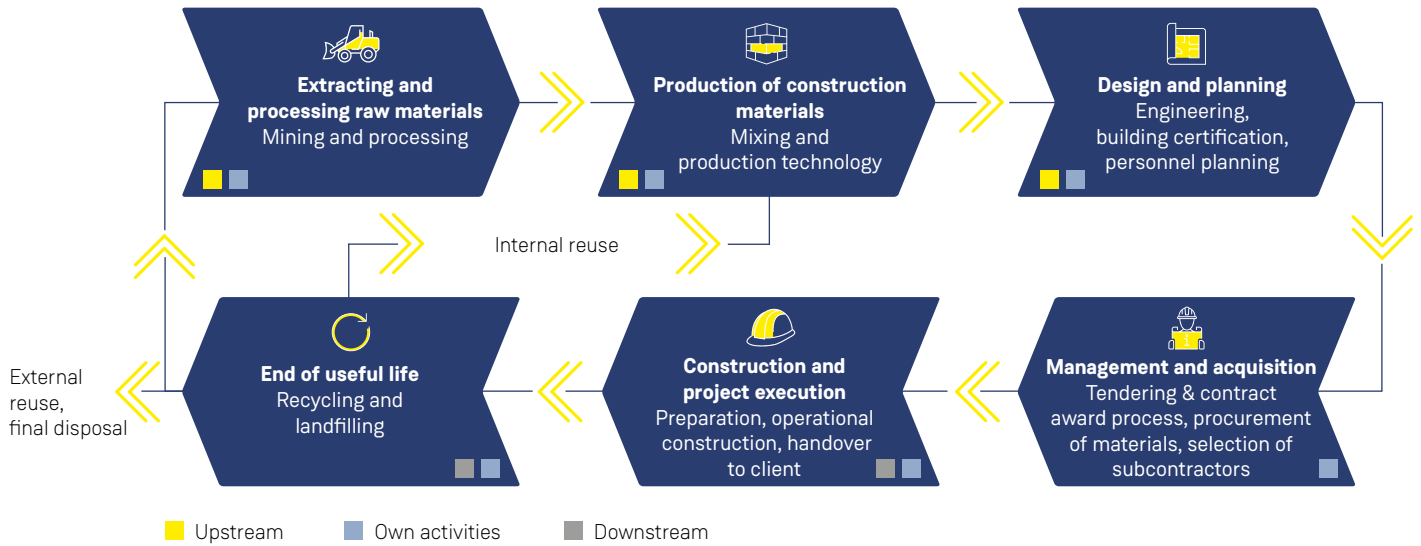 Extracting and
processing raw materials
Mining and processing
Production of construction
materials
Mixing and
production technology
Design and planning
Engineering,
building certification,
personnel planning
Internal reuse
External
reuse,
final disposal
End of useful life
Recycling and
landfilling
Construction and
project execution
Preparation, operational
construction, handover
to client
Management and acquisition
Tendering & contract
award process, procurement
of materials, selection of
subcontractors
Upstream
Own activities
Downstream